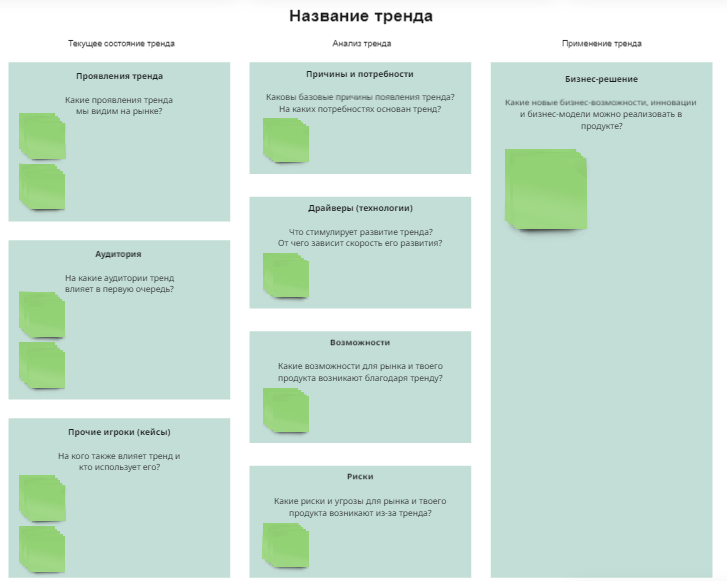 Название тренда
Текущее состояние тренда
Анализ тренда
Применение тренда
Проявления тренда
Какие проявления тренда
мы видим на рынке?
Аудитория
На какие аудитории тренд
влияет в первую очередь?
Прочие игроки (кейсы)
На кого также влияет тренд и
кто использует его?
Причины и потребности
Каковы базовые причины появления тренда?
На каких потребностях основан тренд?
Драйверы (технологии)
Что стимулирует развитие тренда?
От чего зависит скорость его развития?
Возможности
Какие возможности для рынка и твоего
продукта возникают благодаря тренду?
Риски
Какие риски и угрозы для рынка и твоего
продукта возникают из-за тренда?
Бизнес-решение
Какие новые бизнес-возможности, инновации
и бизнес-модели можно реализовать в
продукте?